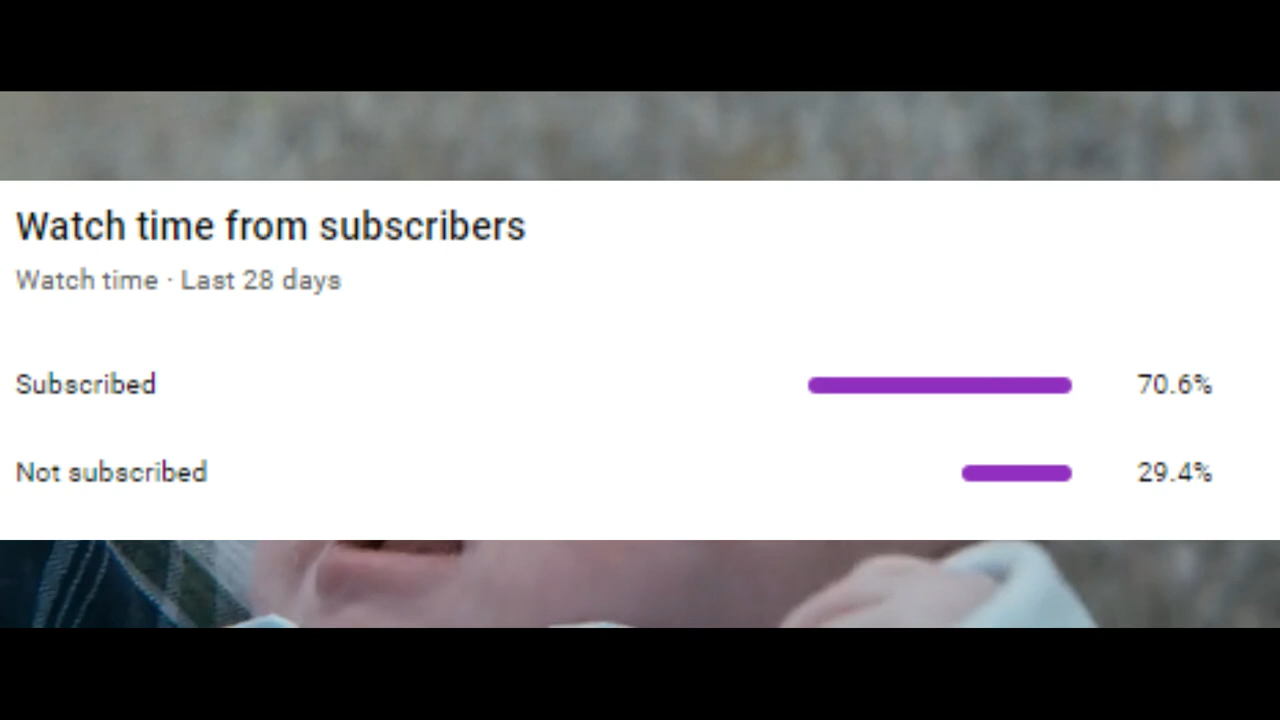 Watch time from subscribers
Watch time · Last 28 days
Subscribed 70.6%
Not subscribed 29.4%